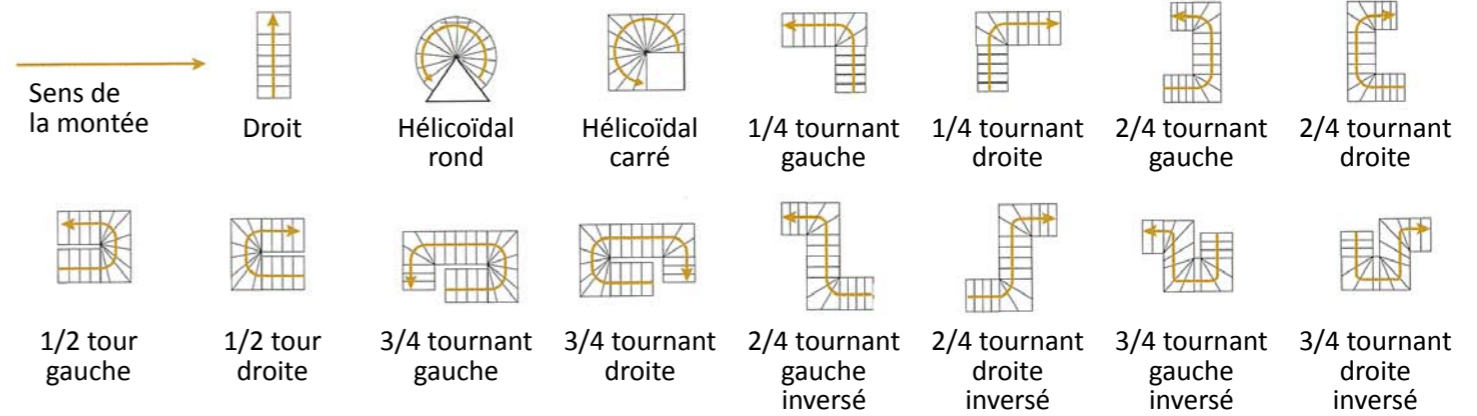 Sens de
la montée
Droit
Hélicoïdal
rond
Hélicoïdal
carré
1/4 tournant
gauche
1/4 tournant
droite
2/4 tournant
gauche
2/4 tournant
droite
1/2 tour
gauche
1/2 tour
droite
3/4 tournant
gauche
3/4 tournant
droite
2/4 tournant
gauche
inversé
2/4 tournant
droite
inversé
3/4 tournant
gauche
inversé
3/4 tournant
droite
inversé